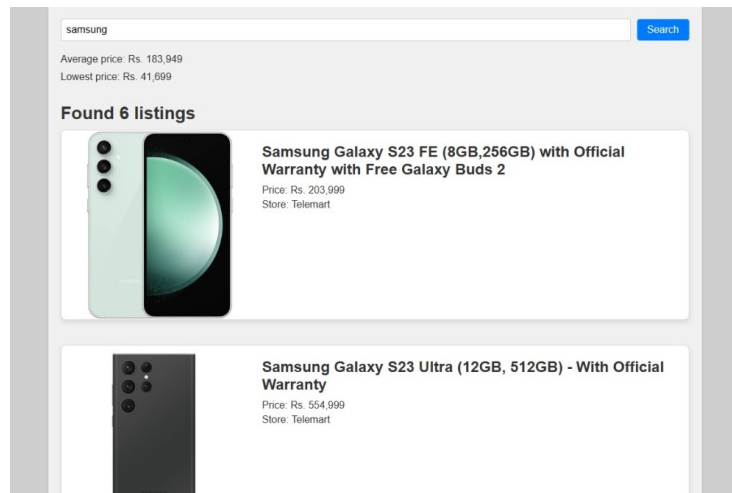 samsung
Search
Average price: Rs. 183,949
Lowest price: Rs. 41,699
Found 6 listings
Samsung Galaxy S23 FE (8GB,256GB) with Official
Warranty with Free Galaxy Buds 2
Price: Rs. 203,999
Store: Telemart
Samsung Galaxy S23 Ultra (12GB, 512GB) - With Official
Warranty
Price: Rs. 554,999
Store: Telemart